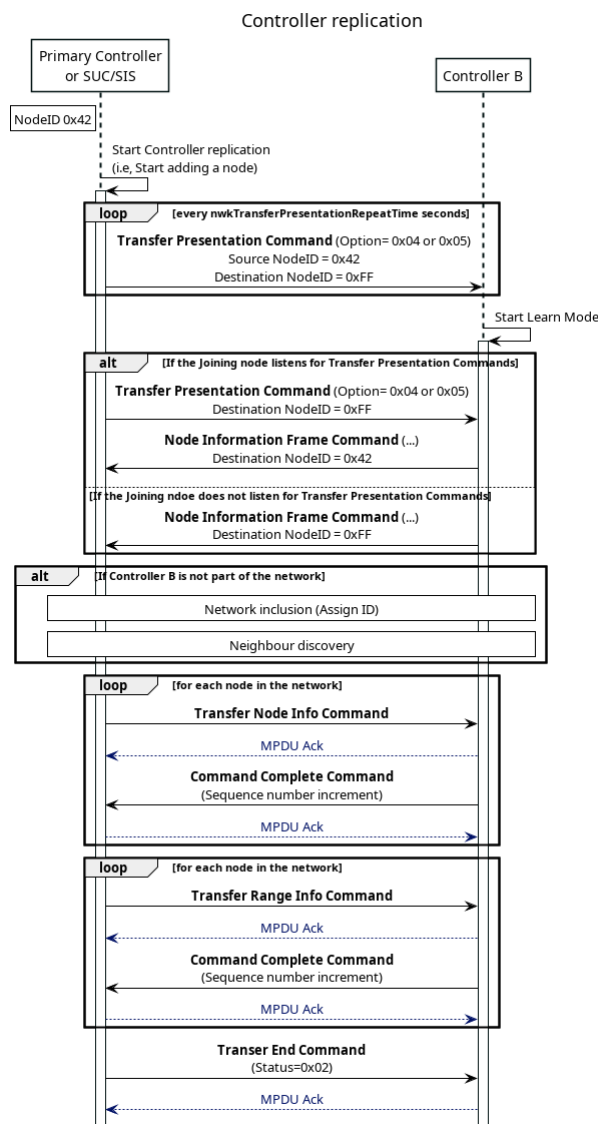 Controller replication
Primary Controller
or SUC/SIS
Controller B
NodeID 0x42
Start Controller replication
(i.e, Start adding a node)
loop [every nwkTransferPresentationRepeatTime seconds]
Transfer Presentation Command (Option= 0x04 or 0x05)
Source NodeID = 0x42
Destination NodeID = 0xFF
Start Learn Mode
alt [If the Joining node listens for Transfer Presentation Commands]
Transfer Presentation Command (Option= 0x04 or 0x05)
Destination NodeID = 0xFF
Node Information Frame Command (...)
Destination NodeID = 0x42
[If the Joining ndoe does not listen for Transfer Presentation Commands]
Node Information Frame Command (...)
Destination NodeID = 0xFF
alt [If Controller B is not part of the network]
Network inclusion (Assign ID)
Neighbour discovery
loop [for each node in the network]
Transfer Node Info Command
MPDU Ack
Command Complete Command
(Sequence number increment)
MPDU Ack
loop [for each node in the network]
Transfer Range Info Command
MPDU Ack
Command Complete Command
(Sequence number increment)
MPDU Ack
Transer End Command
(Status=0x02)
MPDU Ack